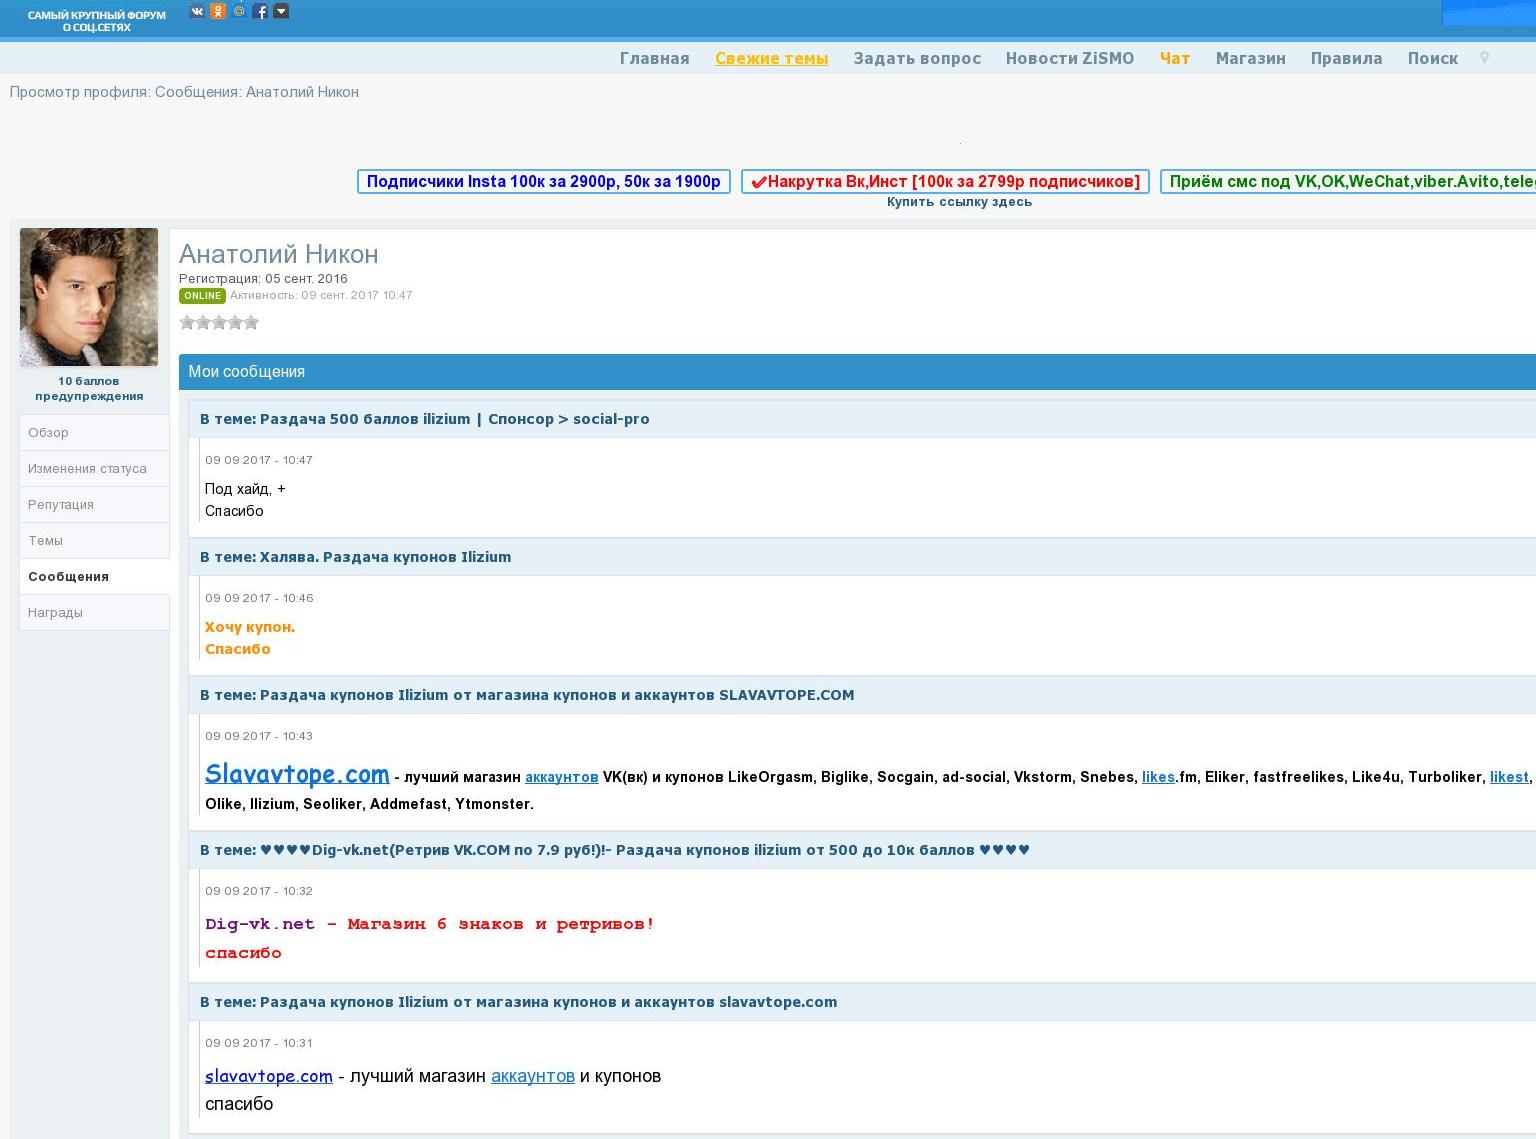 САМЫЙ КРУПНЫЙ ФОРУМ
О СОЦ.СЕТЯХ
Главная Свежие темы Задать вопрос Новости ZiSMO Чат Магазин Правила Поиск
Просмотр профиля: Сообщения: Анатолий Никон
Подписчики Insta 100к за 2900р, 50к за 1900р Накрутка Вк,Инст [100к за 2799р подписчиков] Приём смс под VK,OK,WeChat,viber.Avito,tele
Купить ссылку здесь
Анатолий Никон
Регистрация: 05 сент. 2016
ONLINE Активность: 09 сент. 2017 10:47
10 баллов
предупреждения
Обзор
Изменения статуса
Репутация
Темы
Сообщения
Награды
Мои сообщения
В теме: Раздача 500 баллов ilizium | Спонсор > social-pro
09 09 2017 - 10:47
Под хайд, +
Спасибо
В теме: Халява. Раздача купонов Ilizium
09 09 2017 - 10:46
Хочу купон.
Спасибо
В теме: Раздача купонов Ilizium от магазина купонов и аккаунтов SLAVAVTOPE.COM
09 09 2017 - 10:43
Slavavtope.com - лучший магазин аккаунтов VK(вк) и купонов LikeOrgasm, Biglike, Socgain, ad-social, Vkstorm, Snebes, likes.fm, Eliker, fastfreelikes, Like4u, Turboliker, likest,
Olike, Ilizium, Seoliker, Addmefast, Ytmonster.
В теме: ♥♥♥♥Dig-vk.net(Ретрив VK.COM по 7.9 руб!)!- Раздача купонов ilizium от 500 до 10к баллов ♥♥♥♥
09 09 2017 - 10:32
Dig-vk.net - Магазин 6 знаков и ретривов!
спасибо
В теме: Раздача купонов Ilizium от магазина купонов и аккаунтов slavavtope.com
09 09 2017 - 10:31
slavavtope.com - лучший магазин аккаунтов и купонов
спасибо